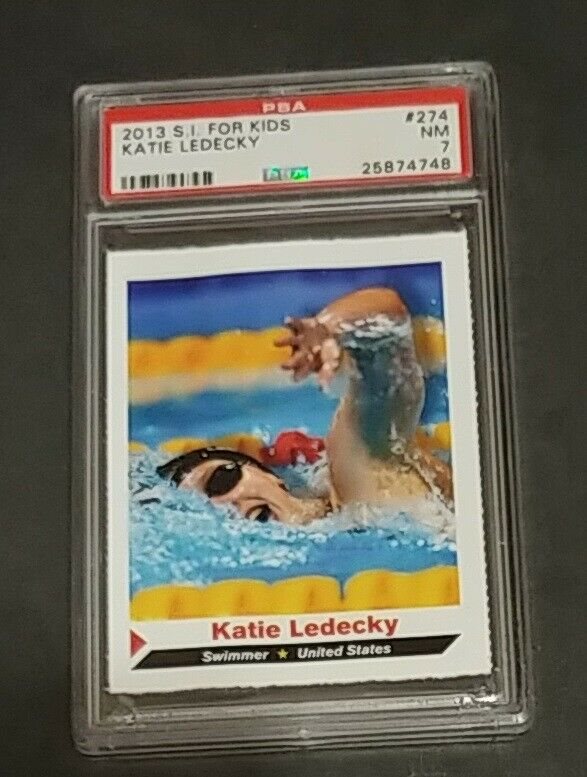 PSA
2013 S.I. FOR KIDS #274
KATIE LEDECKY NM
7
25874748
Katie Ledecky
Swimmer ★ United States